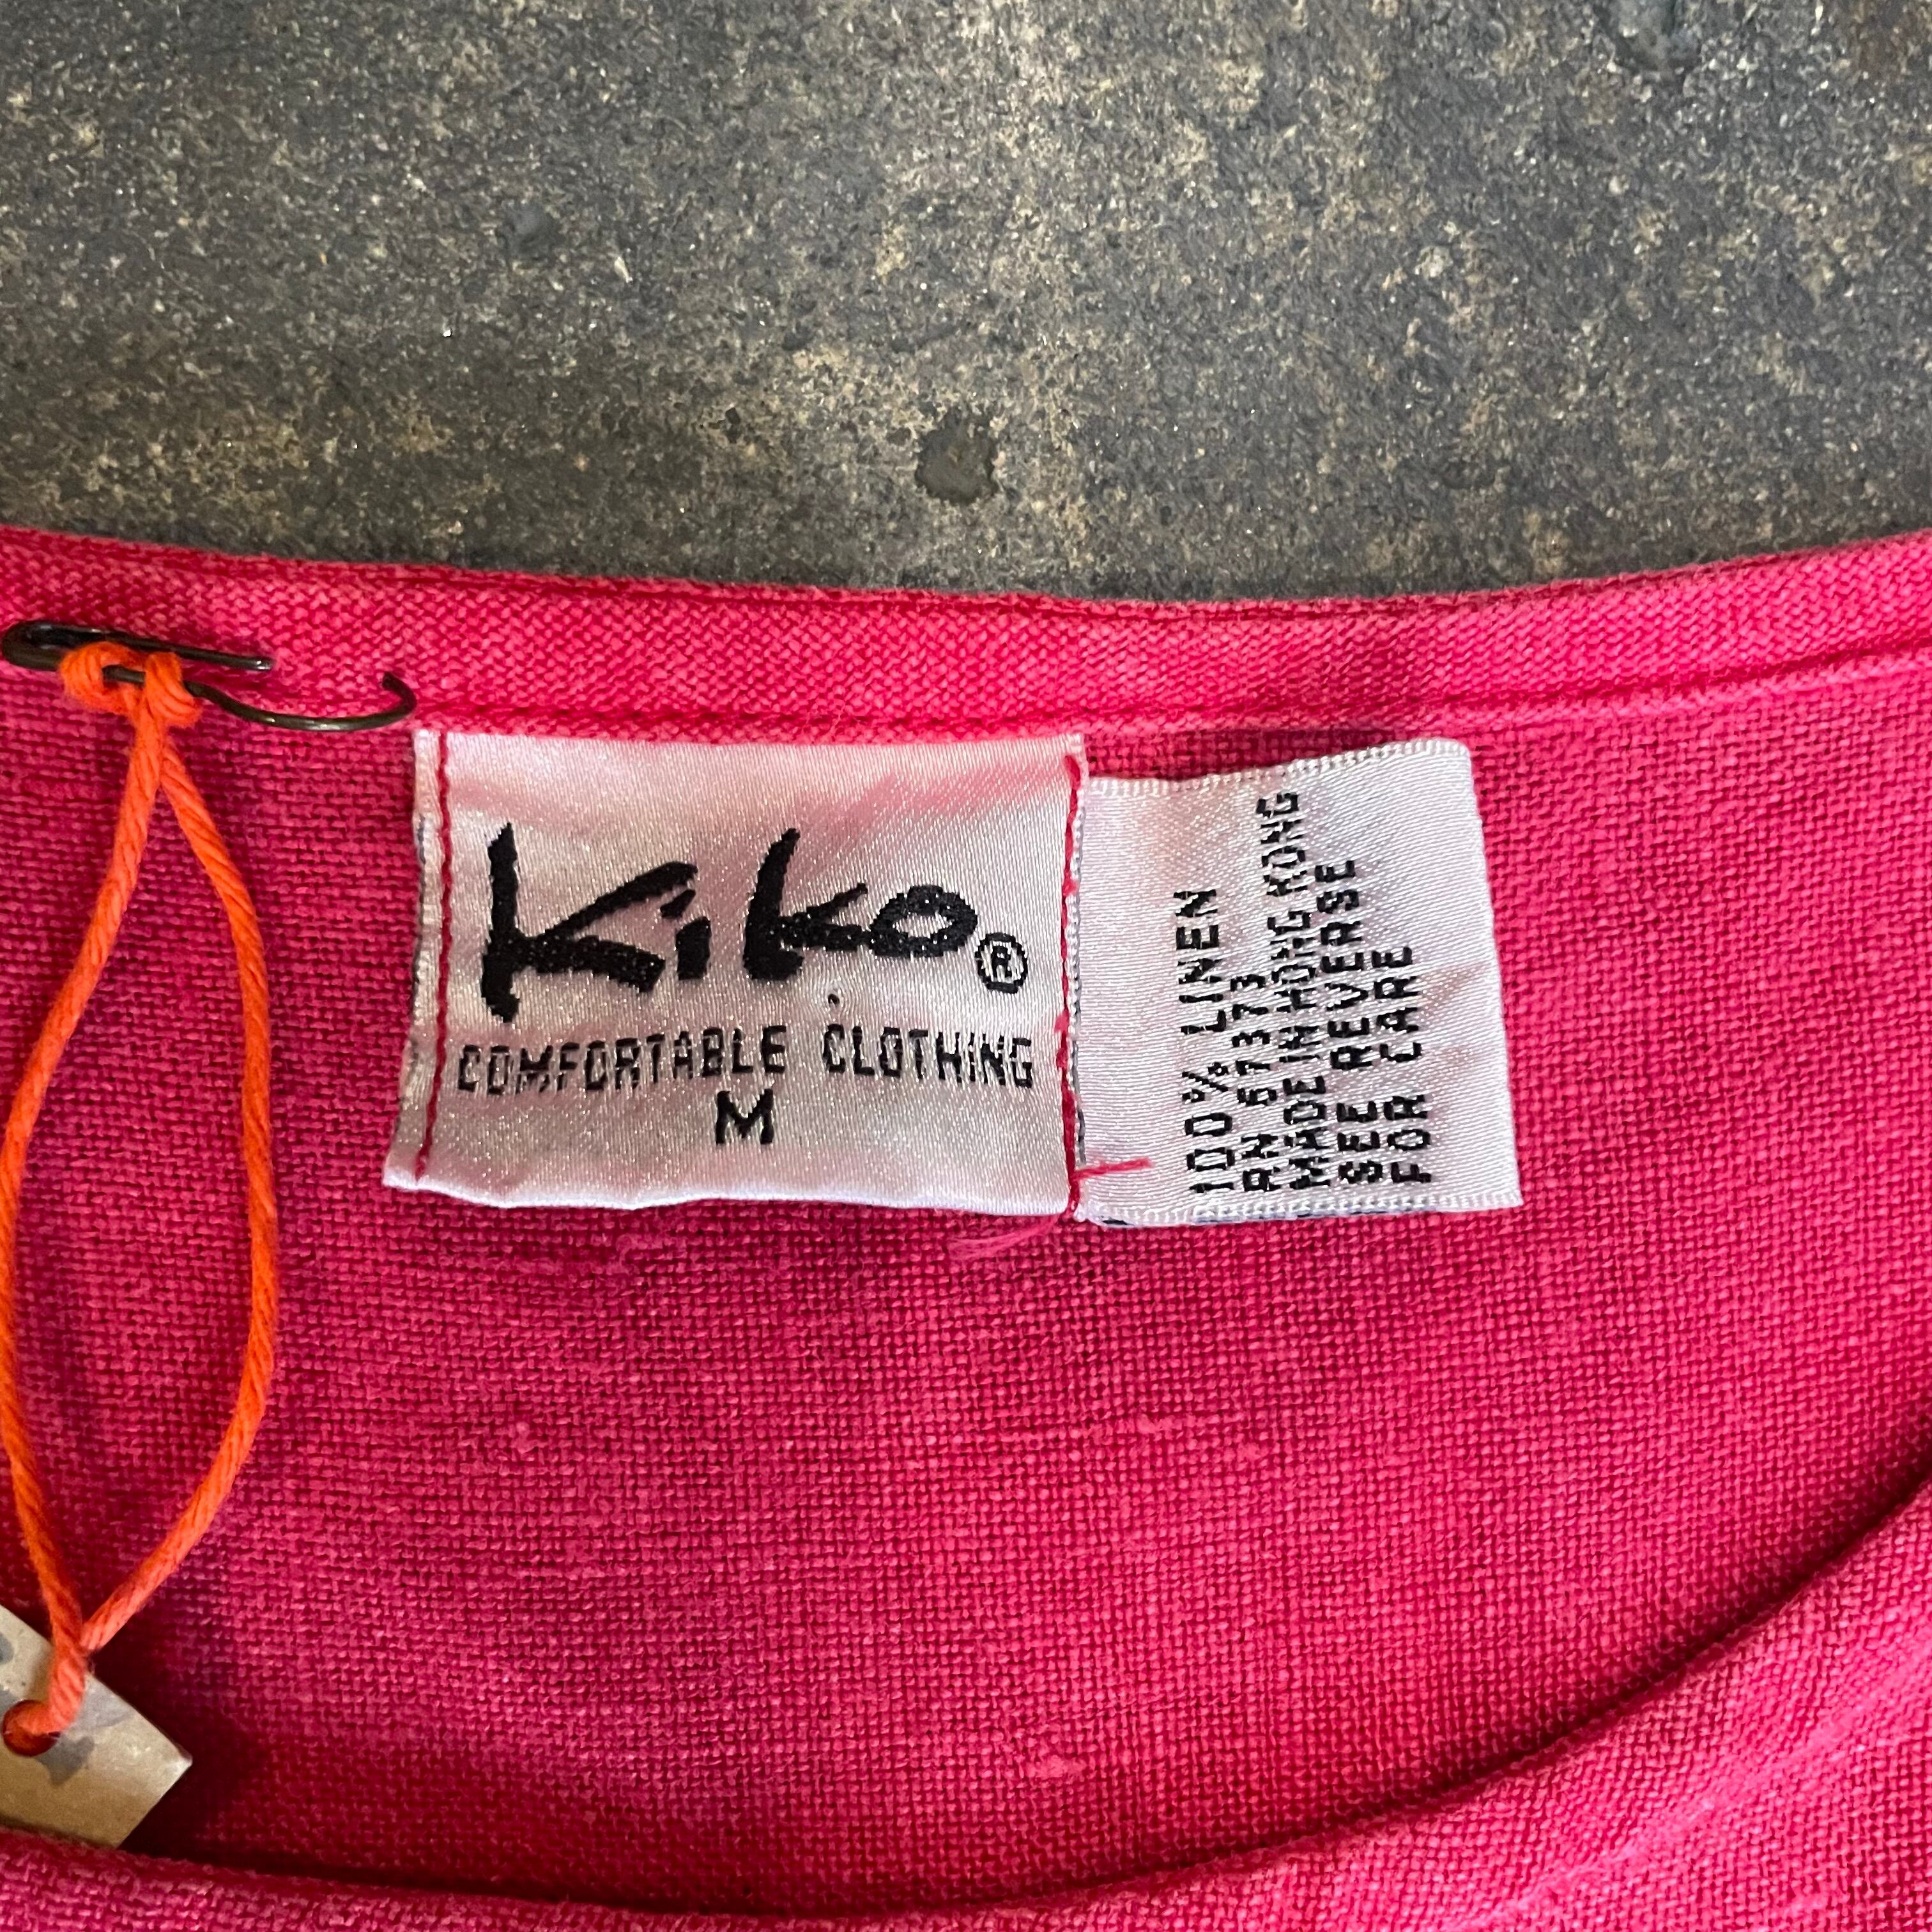 Kiko®
COMFORTABLE CLOTHING
M
100% LINEN
RN 67373
MADE IN HONG KONG
SEE REVERSE
FOR CARE